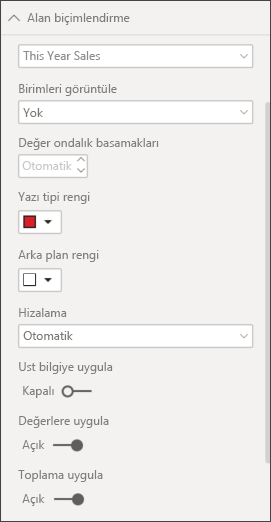 Alan biçimlendirme
This Year Sales
Birimleri görüntüle
Yok
Değer ondalık basamakları
Otomatik
Yazı tipi rengi
Arka plan rengi
Hizalama
Otomatik
Ust bilgiye uygula
Kapalı
Değerlere uygula
Açık
Toplama uygula
Açık